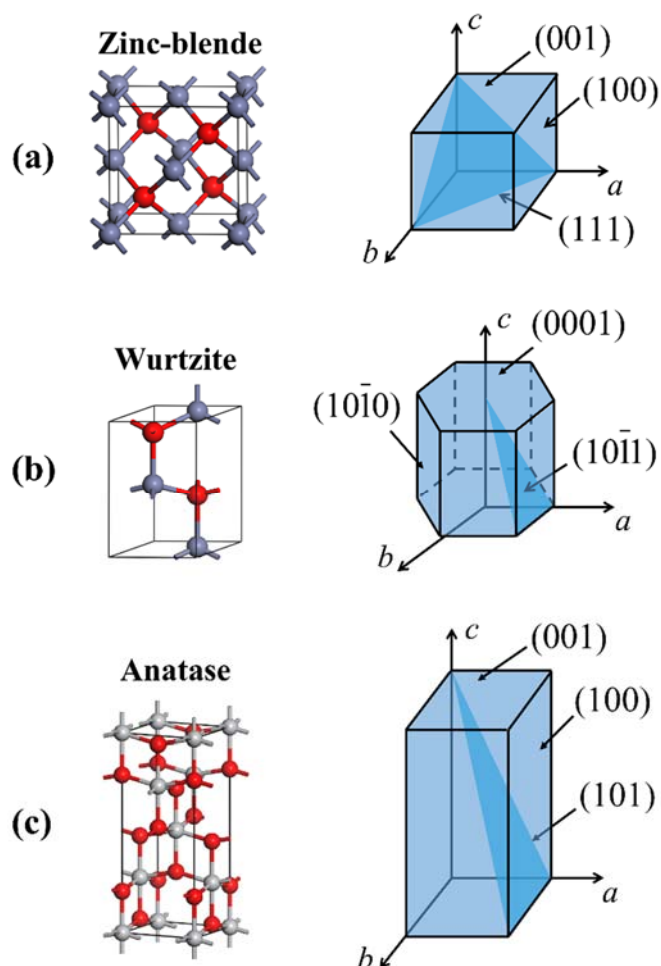 Zinc-blende
(a)
c
(001)
(100)
a
(111)
b
Wurtzite
(b)
c
(0001)
(101̄0)
(101̄1)
a
b
Anatase
(c)
c
(001)
(100)
(101)
a
b